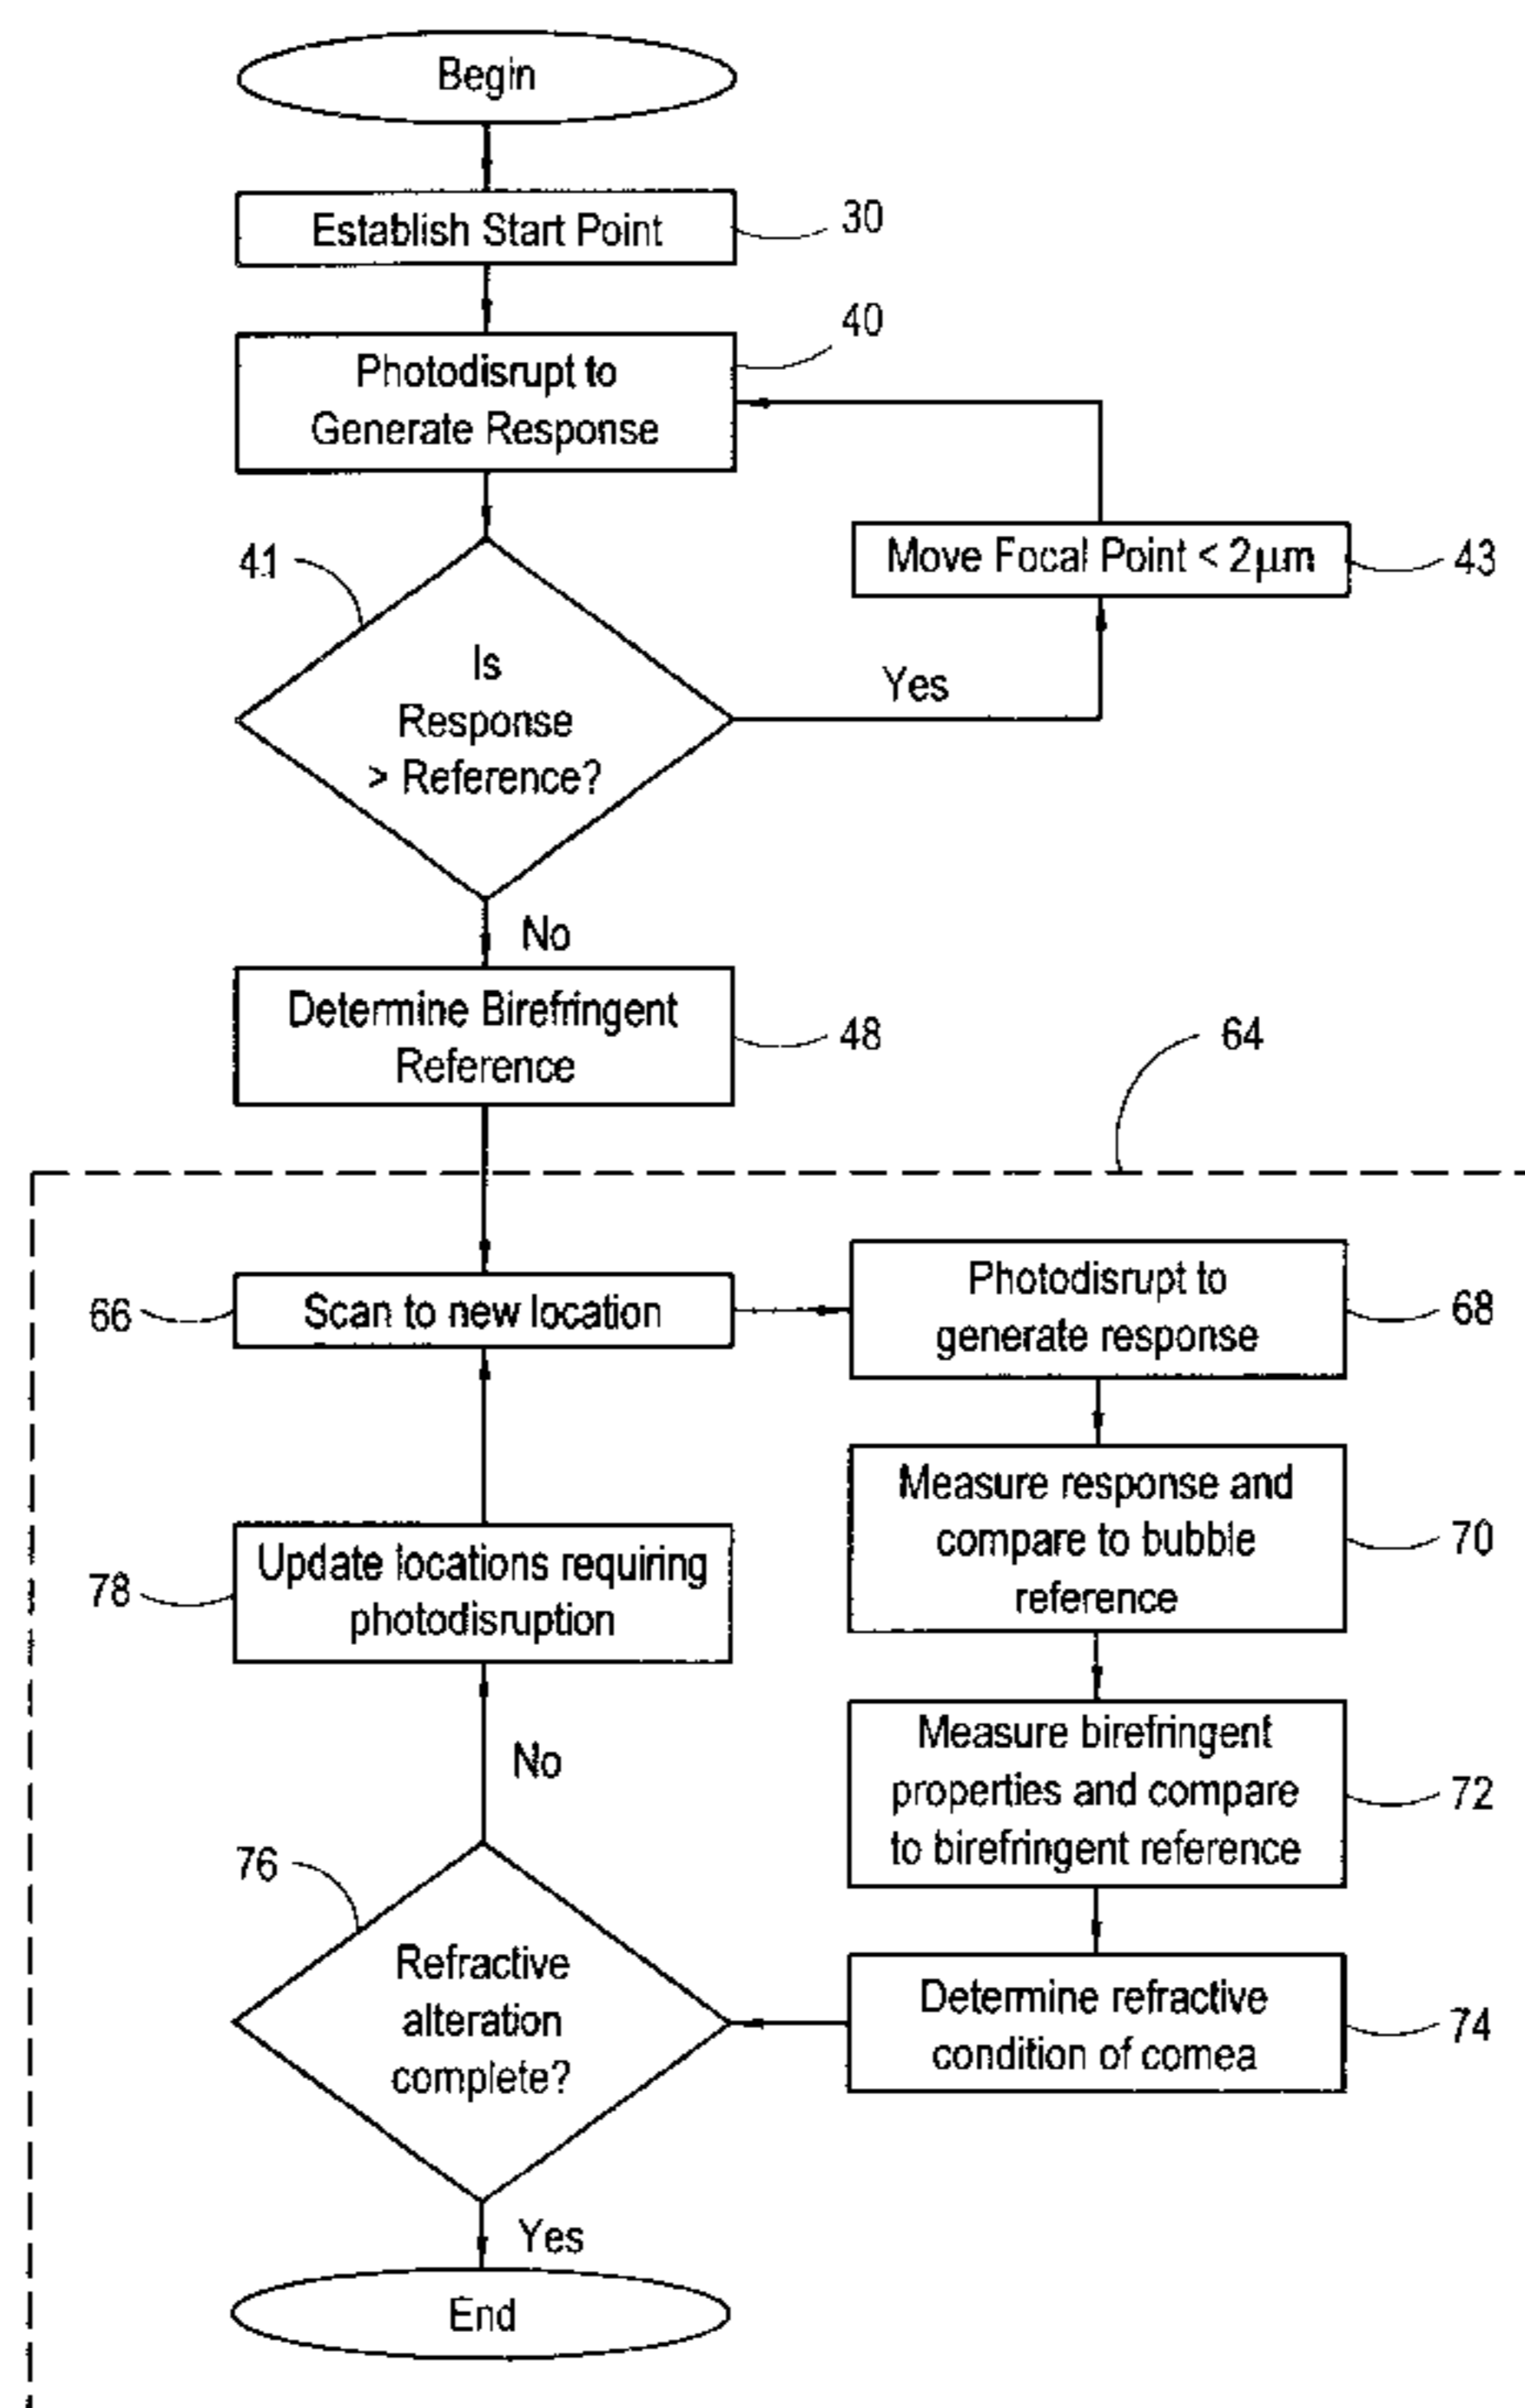 Begin
Establish Start Point
30
Photodisrupt to
Generate Response
40
Move Focal Point < 2µm
43
41
Is
Response
> Reference?
Yes
No
Determine Birefringent
Reference
48
64
66
Scan to new location
Photodisrupt to
generate response
68
Measure response and
compare to bubble
reference
70
78
Update locations requiring
photodisruption
Measure birefringent
properties and compare
to birefringent reference
72
No
76
Refractive
alteration
complete?
Determine refractive
condition of cornea
74
Yes
End